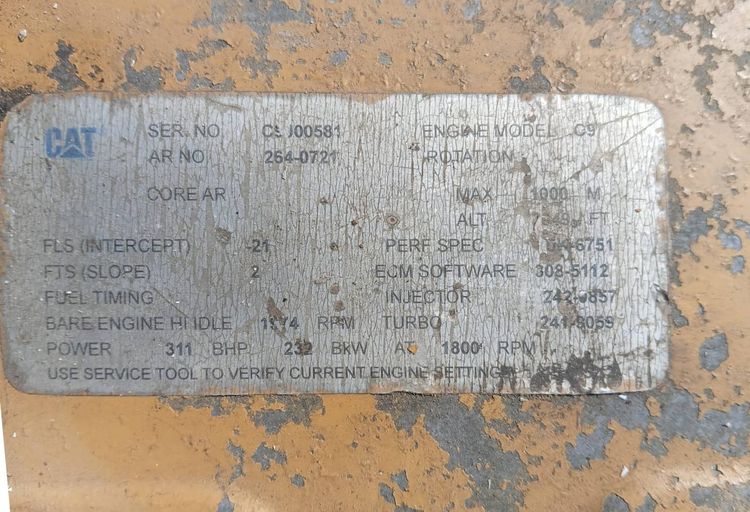 CAT
SER. NO. ENGINE MODEL C9
AR NO. 264-0721 ROTATION
CORE AR MAX 1000 M
ALT. FT
FLS (INTERCEPT) -21 PERF SPEC
FTS (SLOPE) 2 ECM SOFTWARE 308-5112
FUEL TIMING INJECTOR
BARE ENGINE HI IDLE RPM TURBO
POWER 311 BHP 232 BkW AT 1800 RPM
USE SERVICE TOOL TO VERIFY CURRENT ENGINE SETTINGS